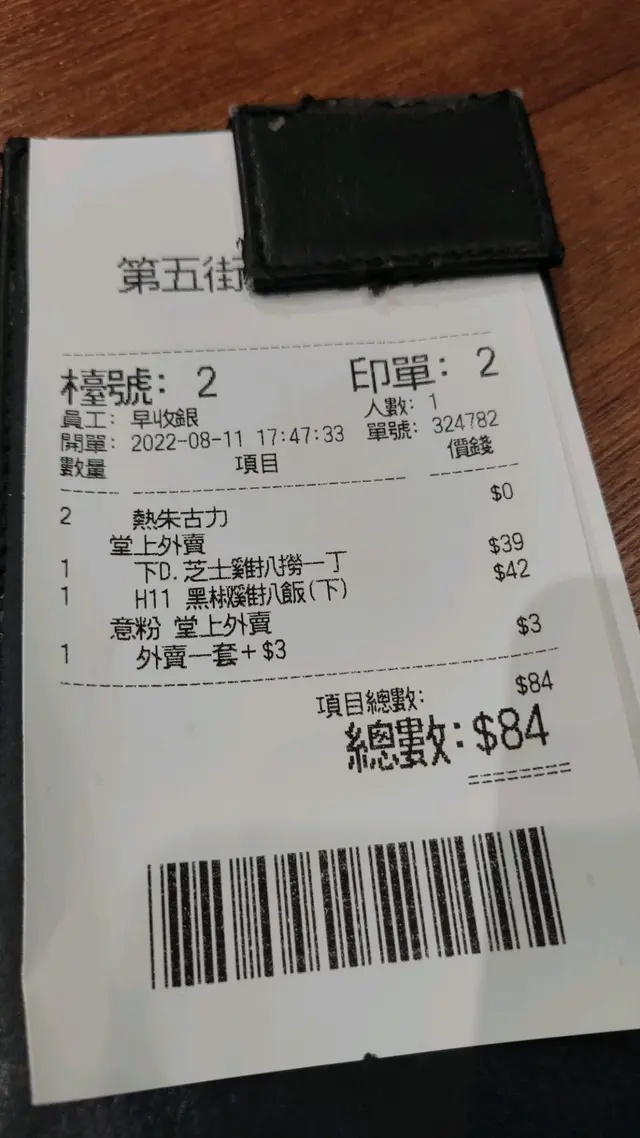 第五街
檯號: 2 印單: 2
員工: 早收銀 人數: 1
開單: 2022-08-11 17:47:33 單號: 324782
數量 項目 價錢
2 熱朱古力 $0
堂上外賣
1 下D.芝士雞扒撈一丁 $39
1 H11 黑椒雞扒飯(下) $42
意粉 堂上外賣
1 外賣一套+$3 $3
項目總數: $84
總數: $84